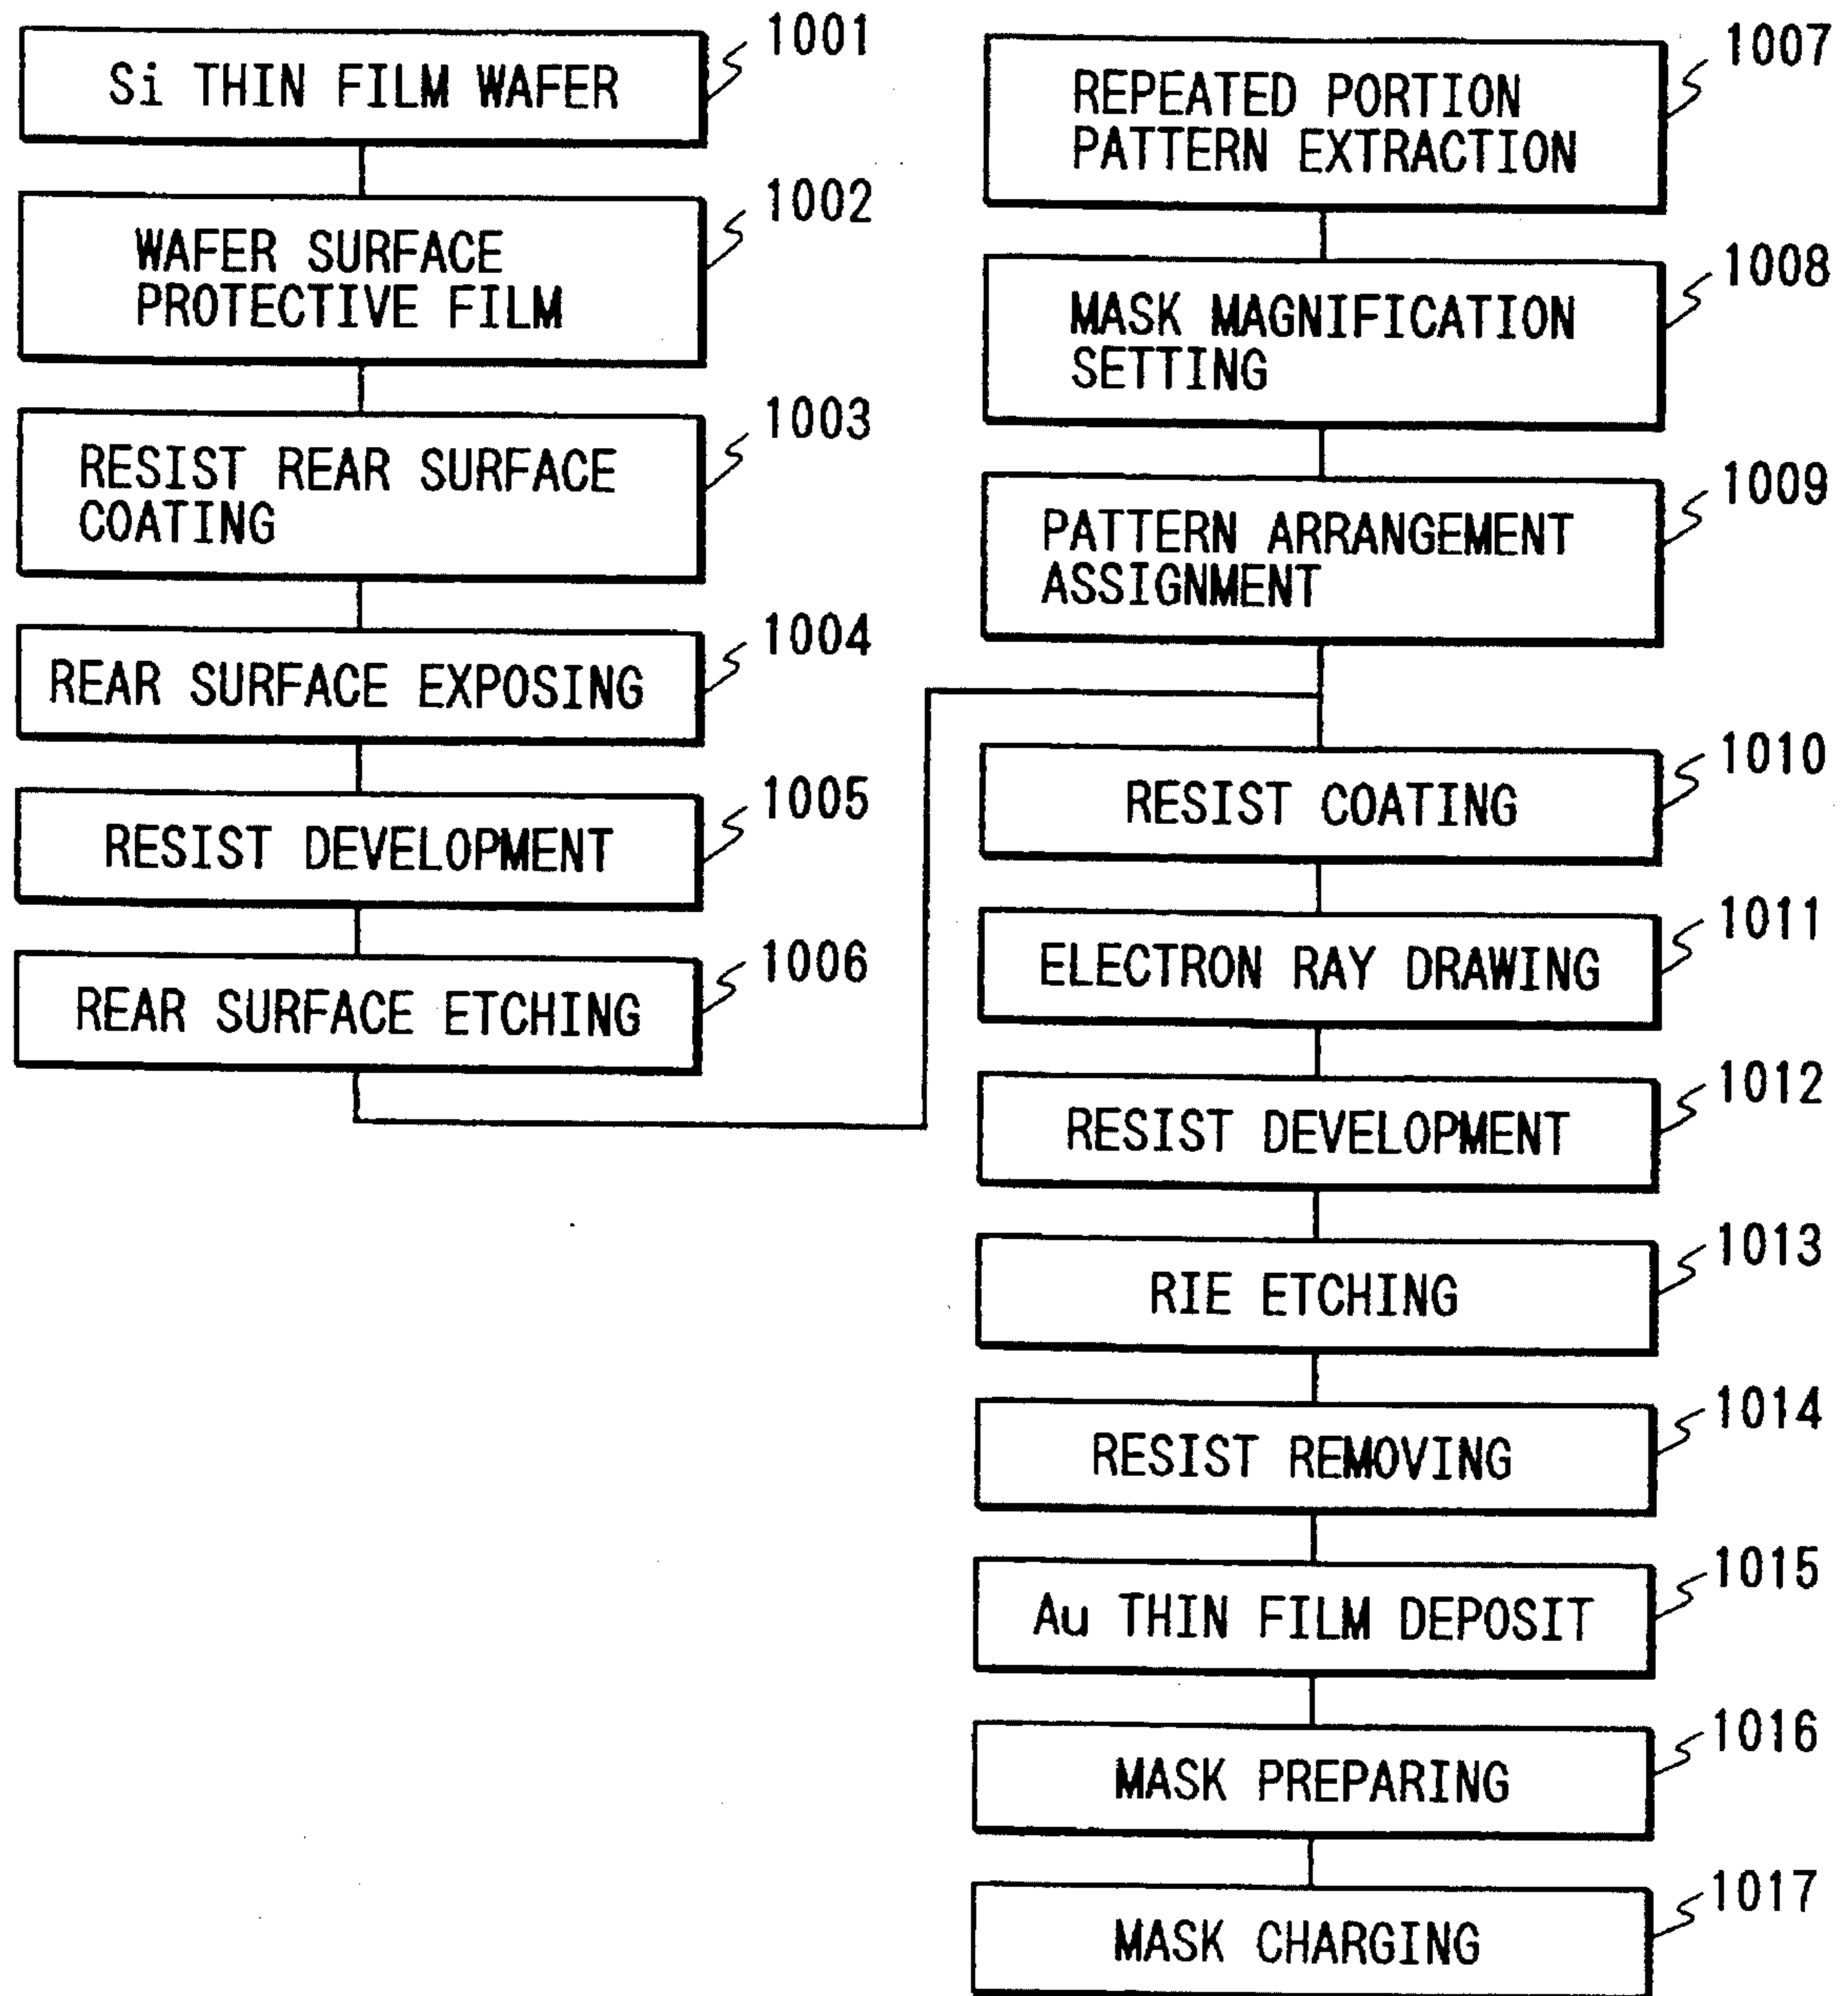 1001
Si THIN FILM WAFER
1002
WAFER SURFACE
PROTECTIVE FILM
1003
RESIST REAR SURFACE
COATING
1004
REAR SURFACE EXPOSING
1005
RESIST DEVELOPMENT
1006
REAR SURFACE ETCHING
1007
REPEATED PORTION
PATTERN EXTRACTION
1008
MASK MAGNIFICATION
SETTING
1009
PATTERN ARRANGEMENT
ASSIGNMENT
1010
RESIST COATING
1011
ELECTRON RAY DRAWING
1012
RESIST DEVELOPMENT
1013
RIE ETCHING
1014
RESIST REMOVING
1015
Au THIN FILM DEPOSIT
1016
MASK PREPARING
1017
MASK CHARGING